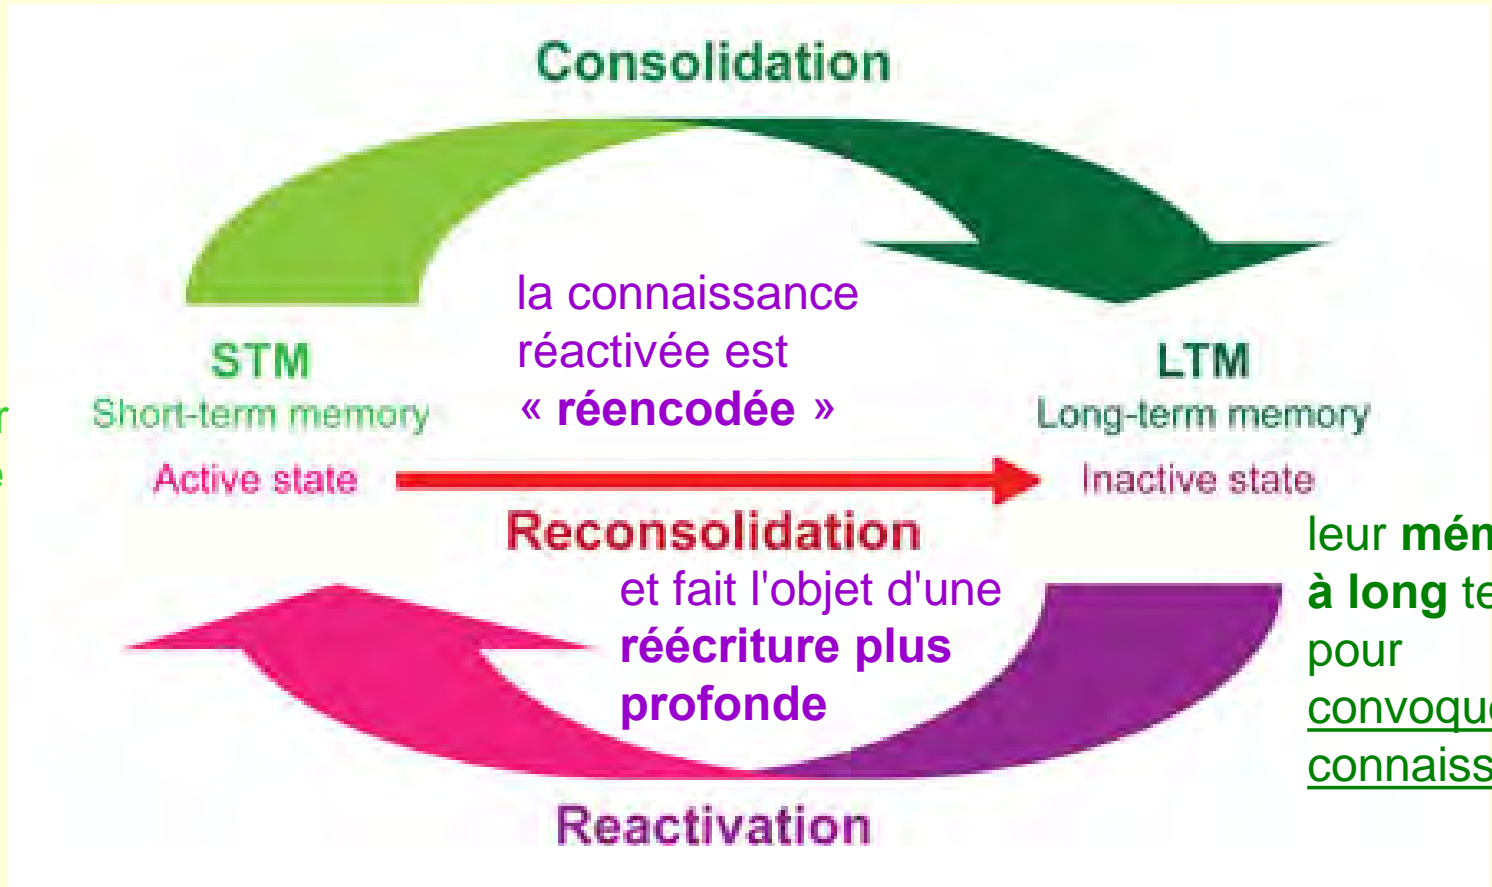 Consolidation
la connaissance
réactivée est
« réencodée »
STM
Short-term memory
Active state
LTM
Long-term memory
Inactive state
Reconsolidation
et fait l'objet d'une
réécriture plus
profonde
leur
à long
pour
Reactivation